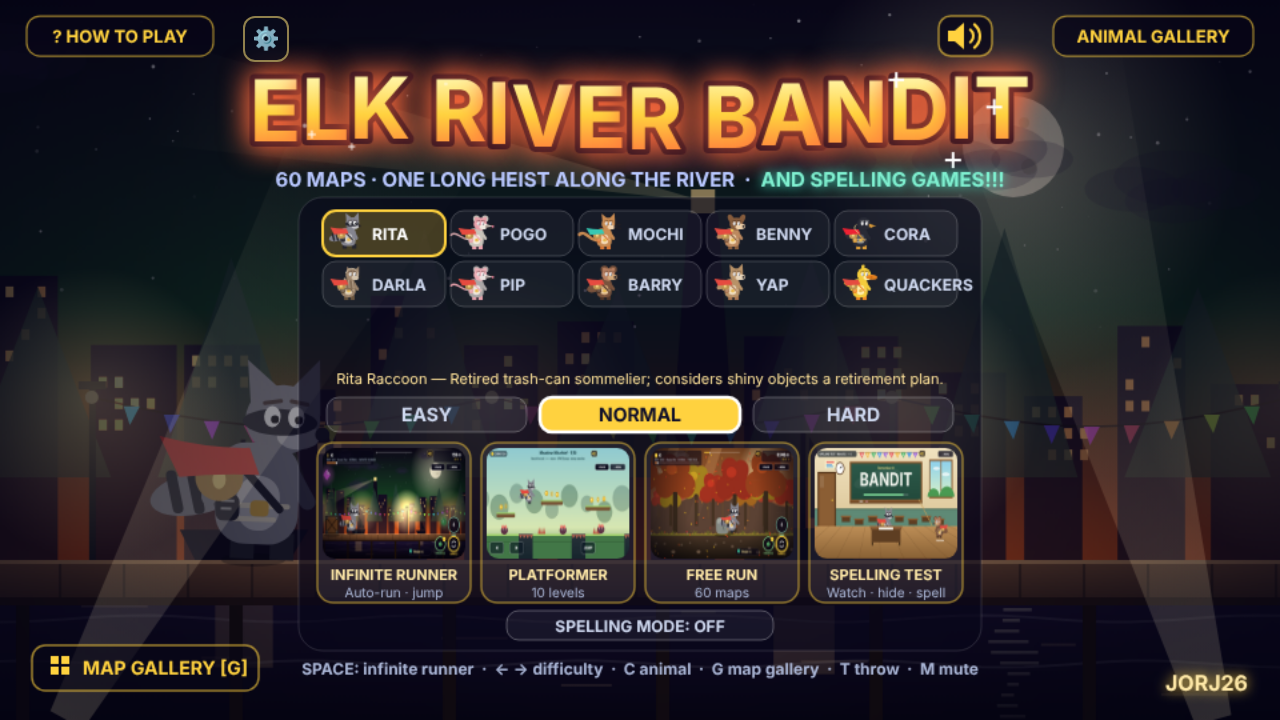 ? HOW TO PLAY
ANIMAL GALLERY
ELK RIVER BANDIT
60 MAPS · ONE LONG HEIST ALONG THE RIVER · AND SPELLING GAMES!!!
RITA
POGO
MOCHI
BENNY
CORA
DARLA
PIP
BARRY
YAP
QUACKERS
Rita Raccoon — Retired trash-can sommelier; considers shiny objects a retirement plan.
EASY
NORMAL
HARD
BANDIT
INFINITE RUNNER
Auto-run · jump
PLATFORMER
10 levels
FREE RUN
60 maps
SPELLING TEST
Watch · hide · spell
SPELLING MODE: OFF
MAP GALLERY [G]
SPACE: infinite runner · ← → difficulty · C animal · G map gallery · T throw · M mute
JORJ26